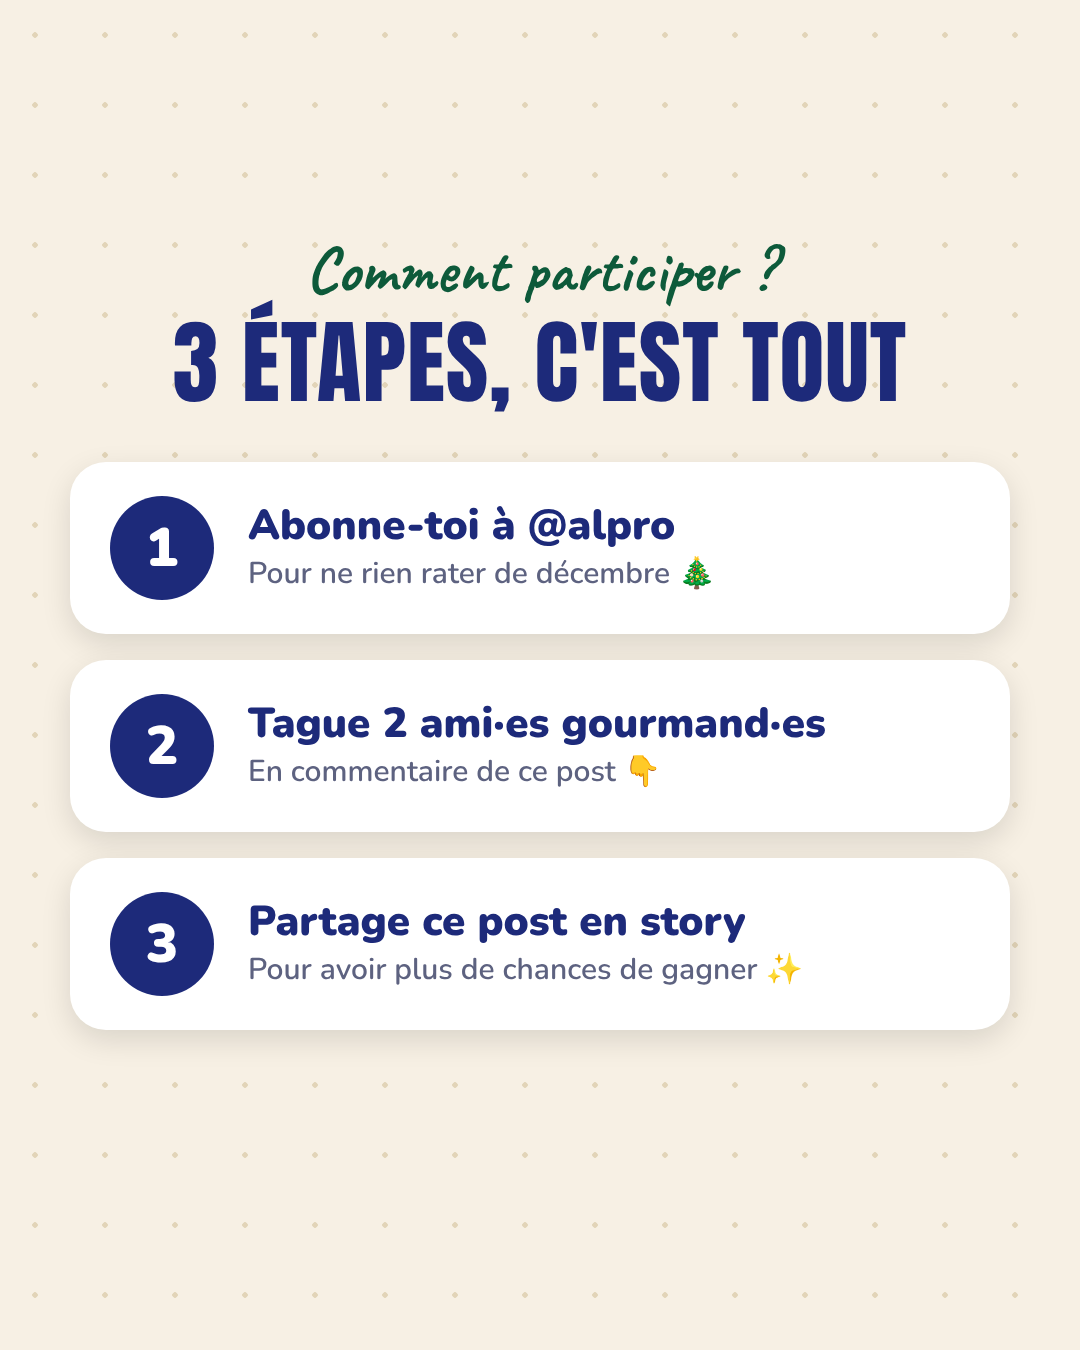 Comment participer ?
3 ÉTAPES, C'EST TOUT
1
Abonne-toi à @alpro
Pour ne rien rater de décembre 🎄
2
Tague 2 ami·es gourmand·es
En commentaire de ce post 👇
3
Partage ce post en story
Pour avoir plus de chances de gagner ✨